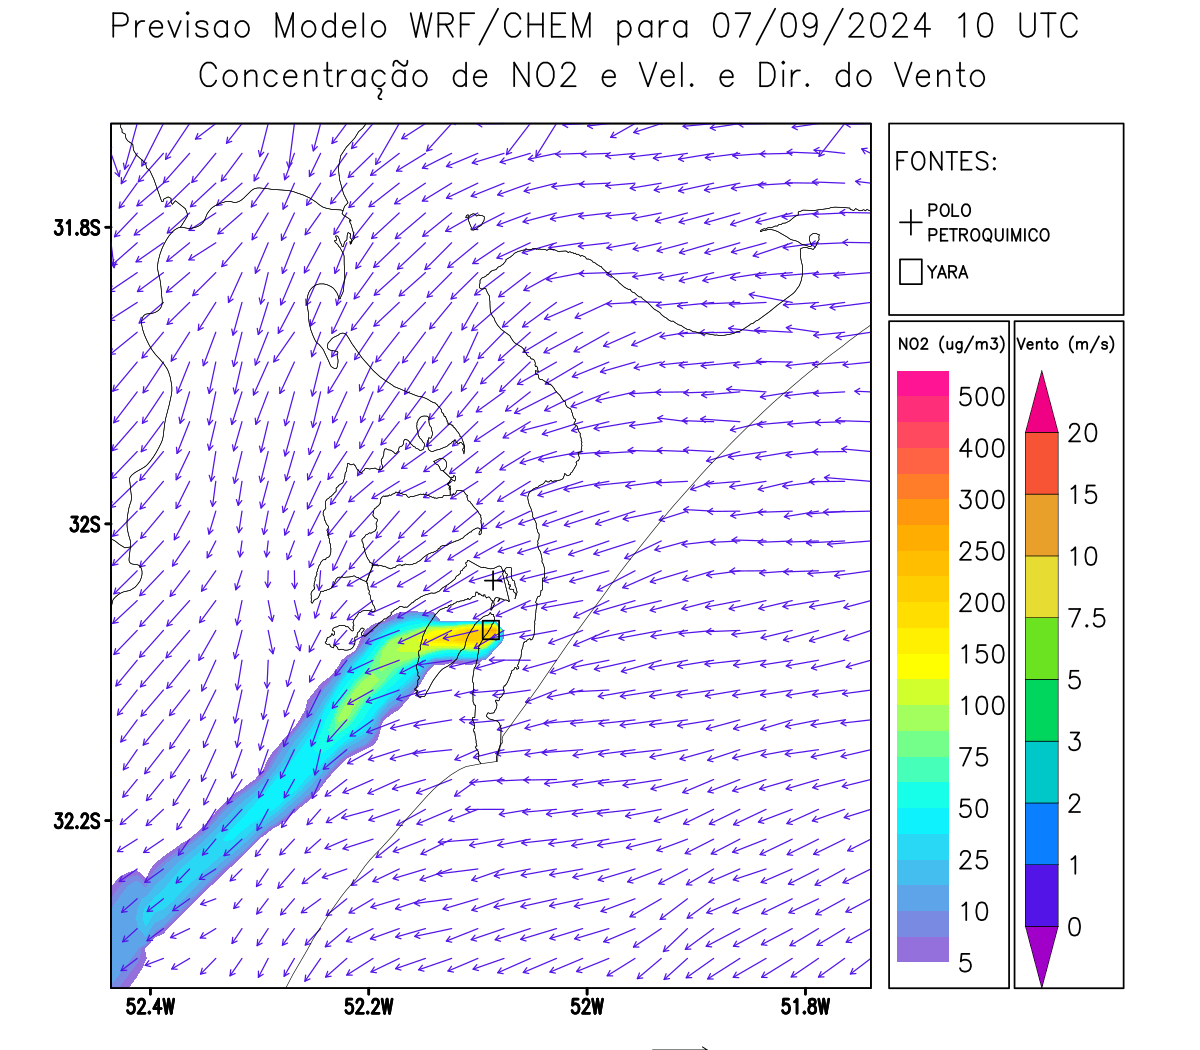 Previsao Modelo WRF/CHEM para 07/09/2024 10 UTC
Concentração de NO2 e Vel. e Dir. do Vento
FONTES:
POLO
PETROQUIMICO
YARA
NO2 (ug/m3)
500
400
300
250
200
150
100
75
50
25
10
5
Vento (m/s)
20
15
10
7.5
5
3
2
1
0
31.8S
32S
32.2S
52.4W
52.2W
52W
51.8W